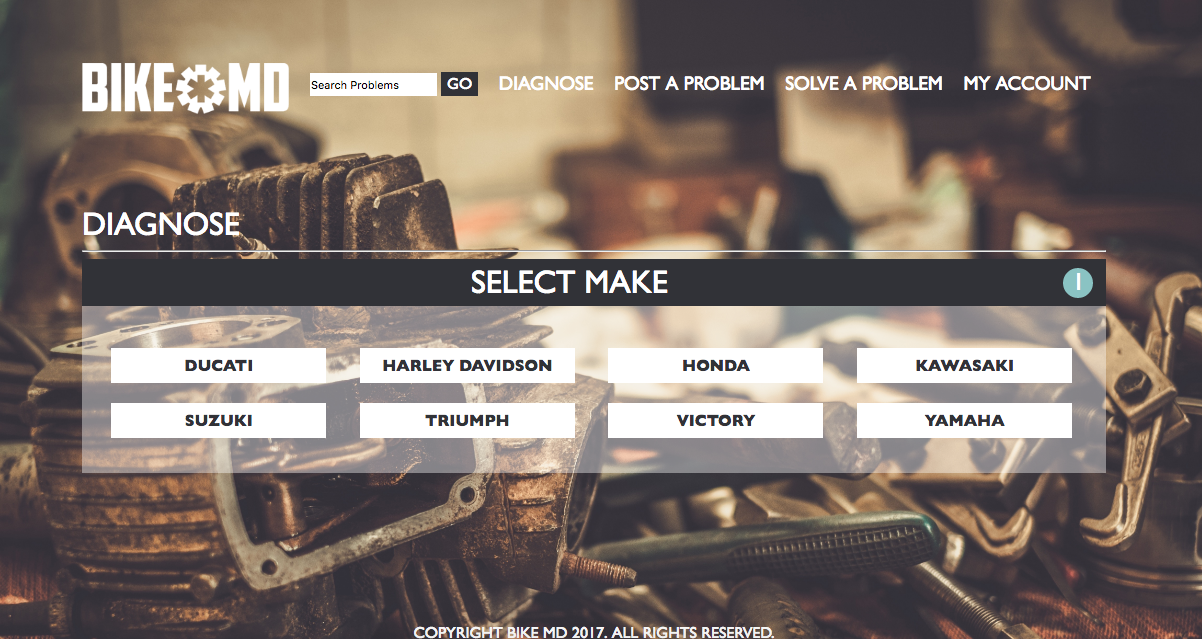 BIKE MD
Search Problems GO DIAGNOSE POST A PROBLEM SOLVE A PROBLEM MY ACCOUNT
DIAGNOSE
SELECT MAKE 1
DUCATI HARLEY DAVIDSON HONDA KAWASAKI
SUZUKI TRIUMPH VICTORY YAMAHA
COPYRIGHT BIKE MD 2017. ALL RIGHTS RESERVED.